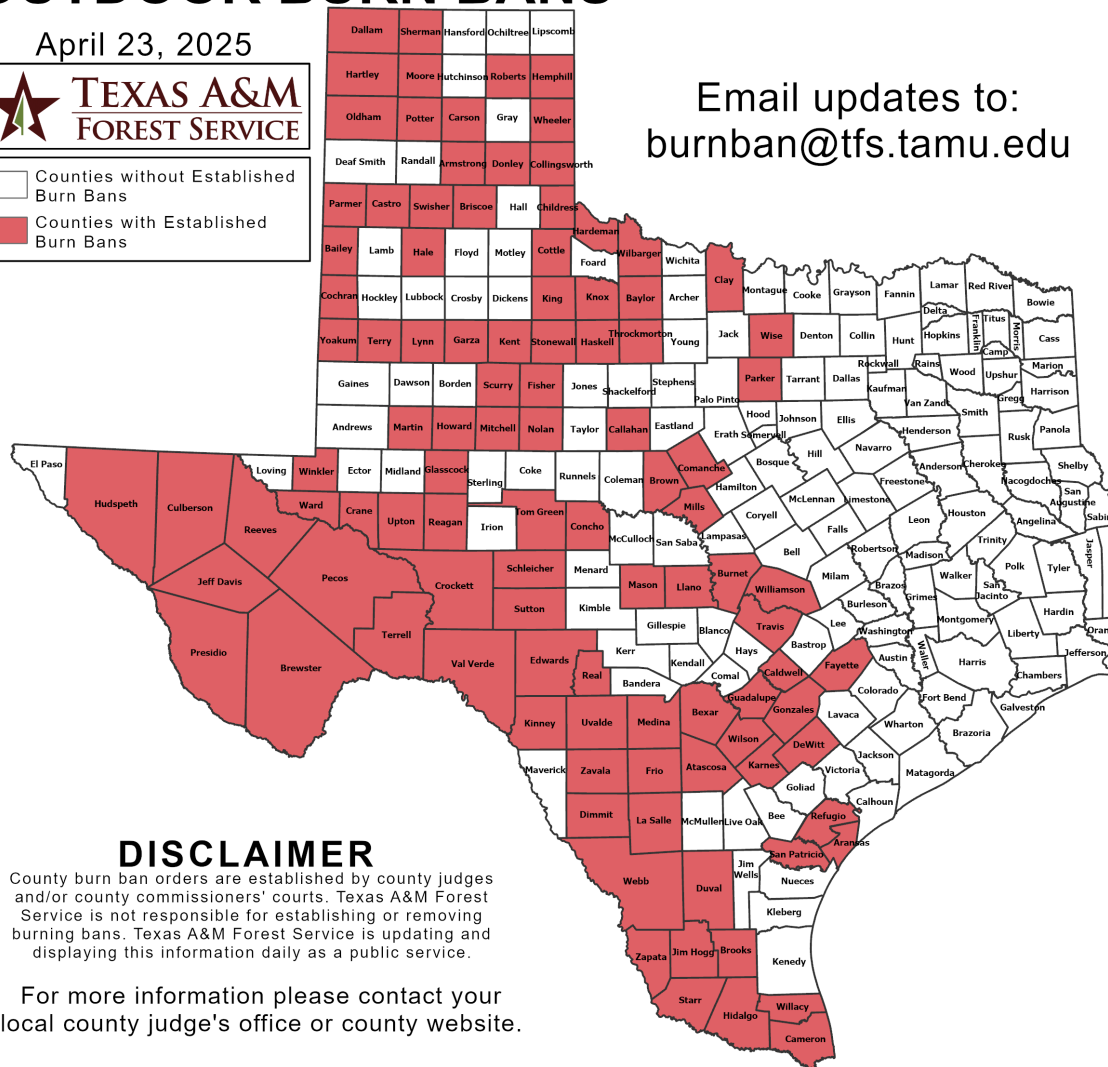 OUTDOOR BURN BANS
April 23, 2025
TEXAS A&M
FOREST SERVICE
Counties without Established
Burn Bans
Counties with Established
Burn Bans
Email updates to:
burnban@tfs.tamu.edu
Dallam Sherman Hansford Ochiltree Lipscomb
Hartley Moore Hutchinson Roberts Hemphill
Oldham Potter Carson Gray Wheeler
Deaf Smith Randall Armstrong Donley Collingsworth
Parmer Castro Swisher Briscoe Hall Childress
Hardeman
Bailey Lamb Hale Floyd Motley Cottle Foard Wilbarger Wichita
Clay
Cochran Hockley Lubbock Crosby Dickens King Knox Baylor Archer Montague Cooke Grayson Fannin Lamar Red River Bowie
Delta Titus
Yoakum Terry Lynn Garza Kent Stonewall Haskell Throckmorton Young Jack Wise Denton Collin Hunt Hopkins Franklin Morris Cass
Camp
Rockwall Rains Wood Upshur Marion
Gaines Dawson Borden Scurry Fisher Jones Shackelford Stephens Palo Pinto Parker Tarrant Dallas Kaufman Van Zandt Gregg Harrison
Andrews Martin Howard Mitchell Nolan Taylor Callahan Eastland Erath Hood Somervell Johnson Ellis Henderson Smith Rusk Panola
El Paso Hudspeth Culberson Reeves Loving Winkler Ector Midland Glasscock Sterling Coke Runnels Coleman Brown Comanche Hamilton Bosque Hill Navarro Anderson Cherokee Nacogdoches Shelby
San
Augustine
Sabi
Ward Crane Upton Reagan Irion Tom Green Concho McCulloch San Saba Mills Lampasas Coryell McLennan Limestone Freestone Leon Houston Angelina
Falls Trinity Jasper
Jeff Davis Pecos Crockett Schleicher Menard Mason Llano Burnet Bell Williamson Milam Robertson Madison Walker Polk Tyler
Sutton Kimble Brazos Grimes San
Jacinto
Presidio Brewster Terrell Val Verde Edwards Real Kerr Gillespie Blanco Travis Hays Bastrop Lee Burleson Washington Montgomery Liberty Hardin Oran
Kendall Bandera Comal Caldwell Fayette Austin Waller Harris Chambers Jefferson
Kinney Uvalde Medina Bexar Guadalupe Gonzales Lavaca Colorado Fort Bend Galveston
Wilson DeWitt Wharton Brazoria
Maverick Zavala Frio Atascosa Karnes Goliad Victoria Jackson Matagorda
Dimmit La Salle McMullen Live Oak Bee Refugio Calhoun
Aransas
San Patricio
Webb Duval Jim
Wells Nueces
Kleberg
Zapata Jim Hogg Brooks Kenedy
Starr Hidalgo Willacy
Cameron
DISCLAIMER
County burn ban orders are established by county judges
and/or county commissioners' courts. Texas A&M Forest
Service is not responsible for establishing or removing
burning bans. Texas A&M Forest Service is updating and
displaying this information daily as a public service.
For more information please contact your
local county judge's office or county website.